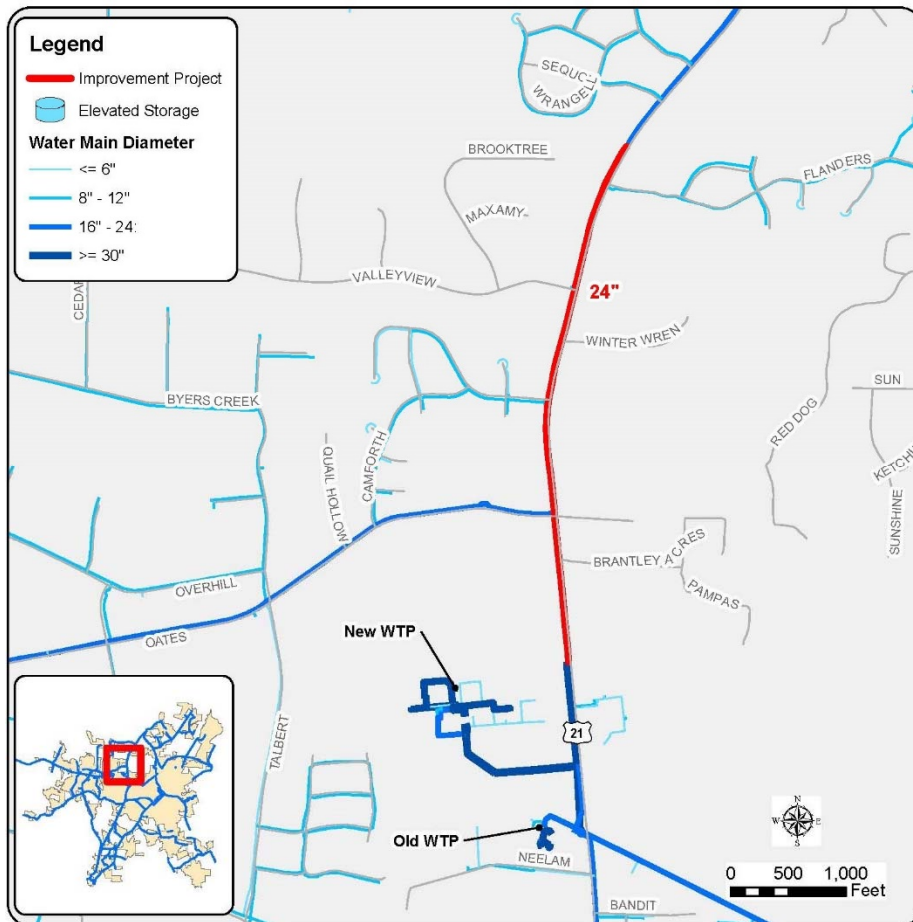 Legend
Improvement Project
Elevated Storage
Water Main Diameter
<= 6"
8" - 12"
16" - 24:
>= 30"
SEQUO
WRANGELL
BROOKTREE
FLANDERS
MAXAMY
VALLEYVIEW
CEDAR
24"
WINTER WREN
SUN
BYERS CREEK
RED DOG
KETCHU
CAMFORTH
QUAIL HOLLOW
SUNSHINE
BRANTLEY ACRES
PAMPAS
OVERHILL
OATES
New WTP
21
TALBERT
Old WTP
NEELAM
BANDIT
N
W E
S
0 500 1,000
Feet